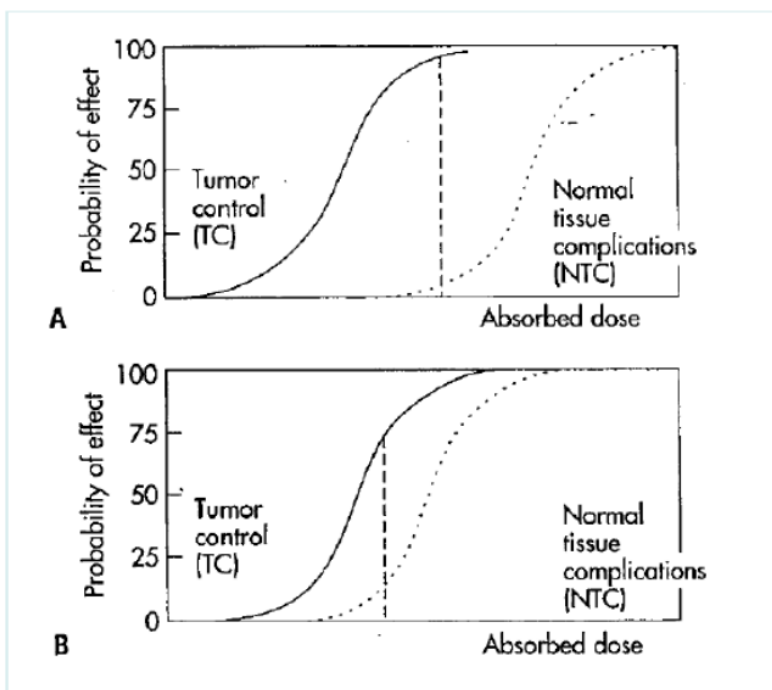 Probability of effect
100
75
50
25
0
Tumor
control
(TC)
Normal
tissue
complications
(NTC)
A
Absorbed dose
Probability of effect
100
75
50
25
0
Tumor
control
(TC)
Normal
tissue
complications
(NTC)
B
Absorbed dose